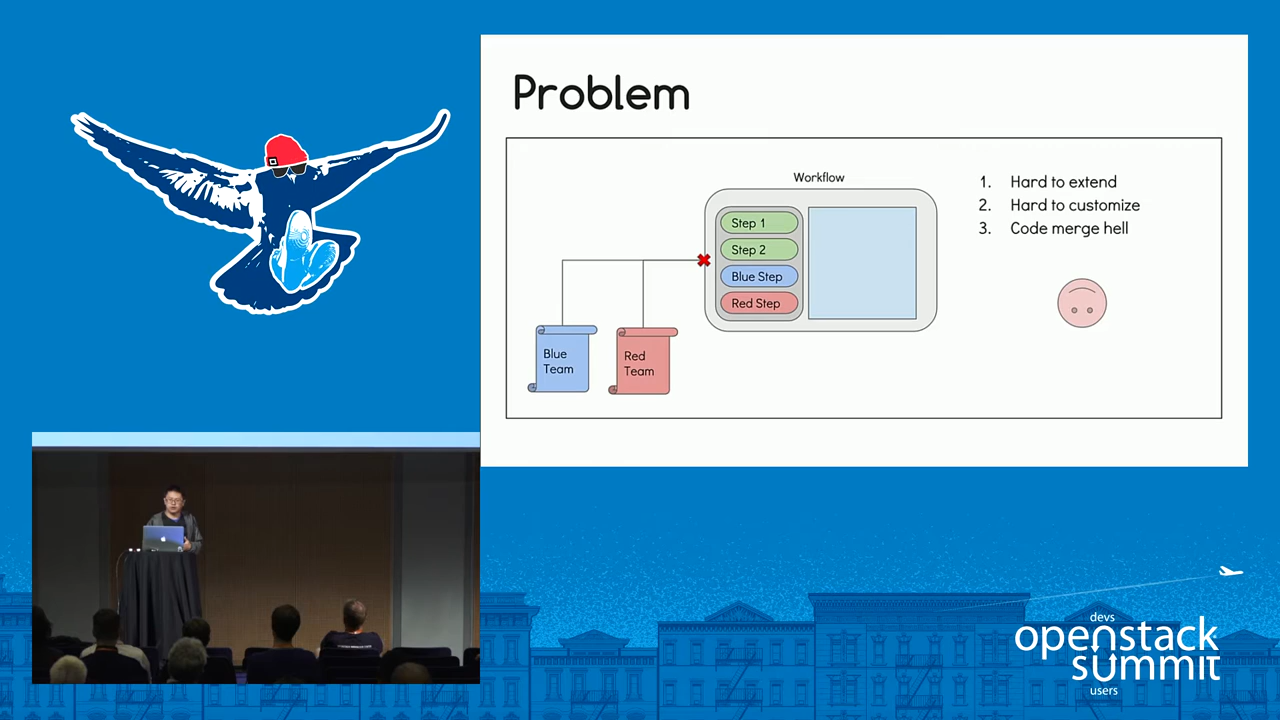 Problem
Workflow
Step 1
Step 2
Blue Step
Red Step
Blue
Team
Red
Team
1. Hard to extend
2. Hard to customize
3. Code merge hell
devs
openstack
summit
users